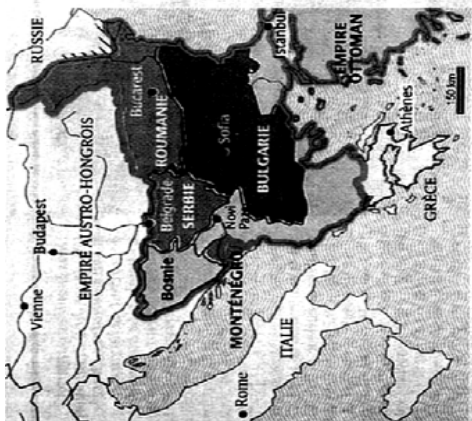 RUSSIE
Vienne
Budapest
EMPIRE AUSTRO-HONGROIS
Bucarest
ROUMANIE
Belgrade
SERBIE
Bosnie
Novi
Paz
Sofia
BULGARIE
MONTÉNÉGRO
Istanbul
EMPIRE
OTTOMAN
ITALIE
Rome
GRÈCE
Athènes
150 km